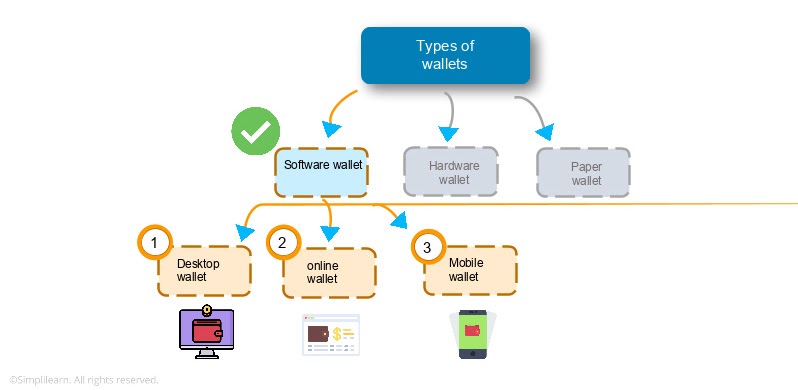 Types of
wallets
Software wallet
Hardware
wallet
Paper
wallet
1
Desktop
wallet
2
online
wallet
3
Mobile
wallet
©Simplilearn. All rights reserved.